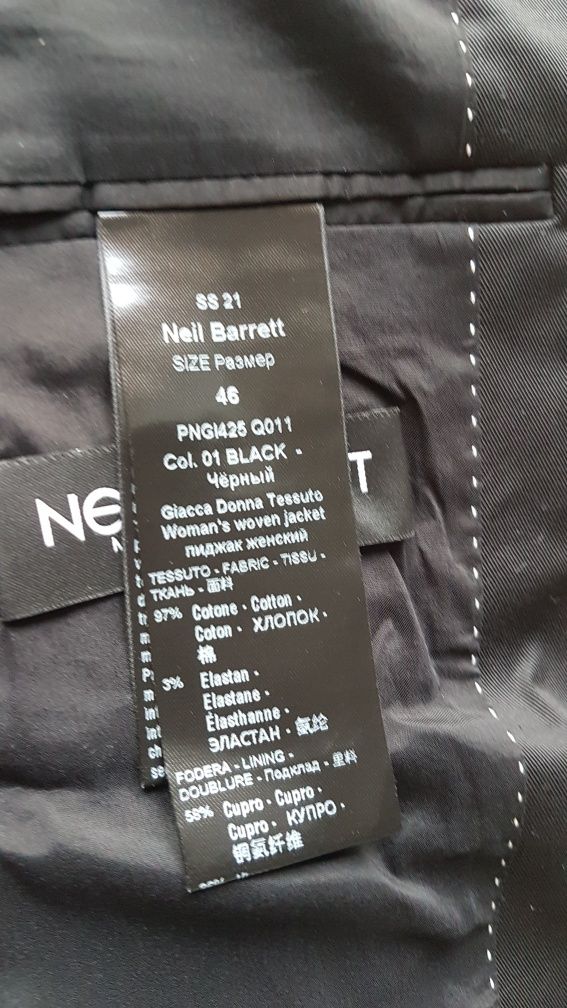 SS 21
Neil Barrett
SIZE Размер
46
PNGI425 Q011
Col. 01 BLACK -
Чёрный
Giacca Donna Tessuto
Woman's woven jacket
пиджак женский
TESSUTO - FABRIC - TISSU -
ТКАНЬ - 面料
97% Cotone · Cotton ·
Coton · ХЛОПОК ·
棉
3% Elastan ·
Elastane ·
Élasthanne ·
ЭЛАСТАН · 氨纶
FODERA - LINING -
DOUBLURE - Подклад - 里料
58% Cupro · Cupro ·
Cupro · КУПРО ·
铜氨纤维
Ne
T